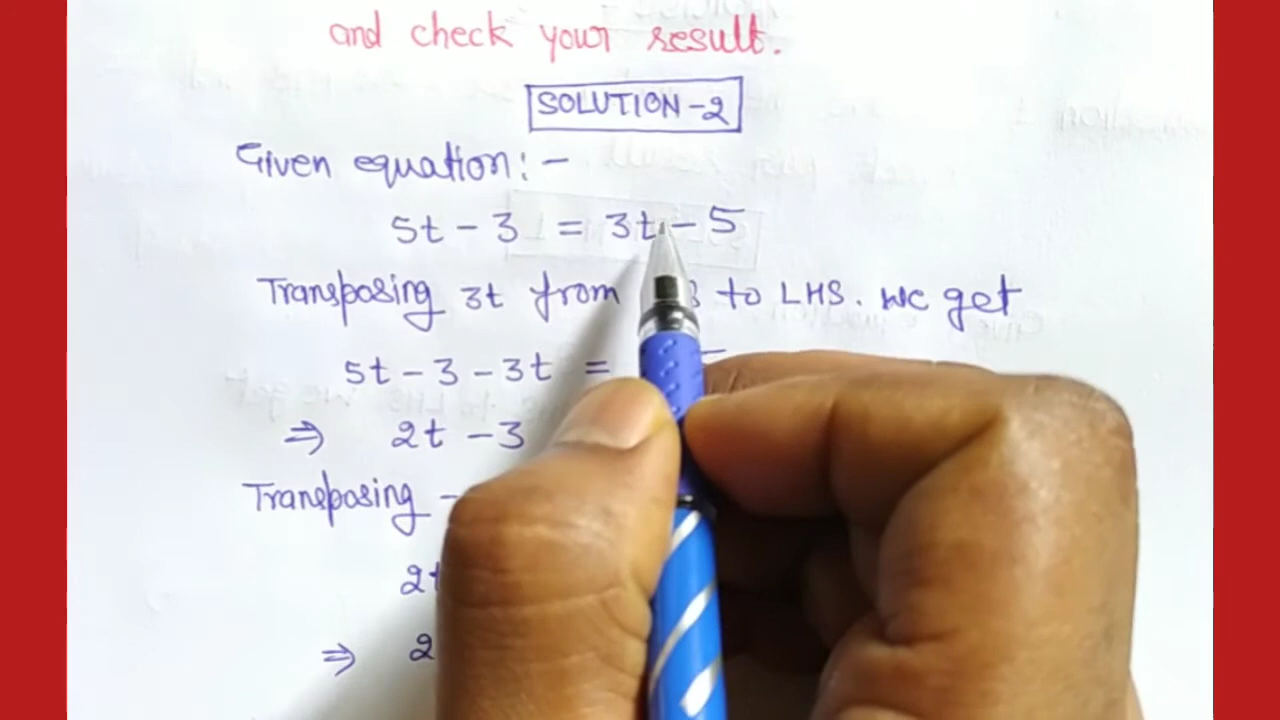 and check your result.
SOLUTION-2
Given equation:-
5t - 3 = 3t - 5
Transposing 3t from to LHS. we get
5t - 3 - 3t =
⇒ 2t - 3
Transposing -
2t
⇒ 2